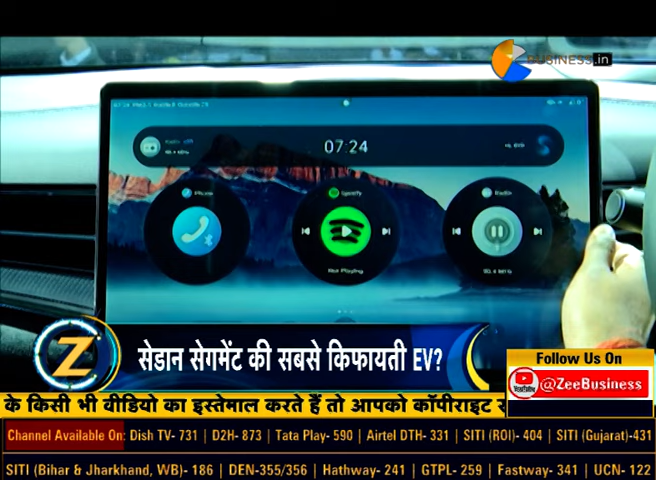 BUSINESS.in
07:24
Phone
Spotify
Radio
Not Playing
Z
सेडान सेगमेंट की सबसे किफायती EV?
Follow Us On
@ZeeBusiness
के किसी भी वीडियो का इस्तेमाल करते हैं तो आपको कॉपीराइट
Channel Available On: Dish TV- 731 | D2H- 873 | Tata Play- 590 | Airtel DTH- 331 | SITI (ROI)- 404 | SITI (Gujarat)-431
SITI (Bihar & Jharkhand, WB)- 186 | DEN-355/356 | Hathway- 241 | GTPL- 259 | Fastway- 341 | UCN- 122